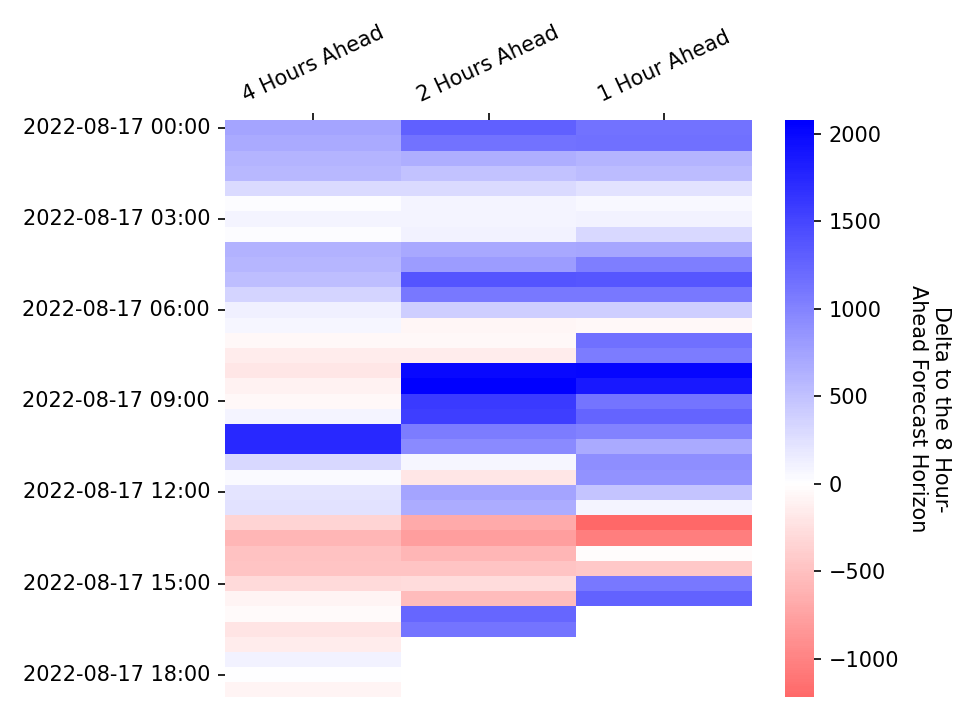 4 Hours Ahead
2 Hours Ahead
1 Hour Ahead
2022-08-17 00:00
2022-08-17 03:00
2022-08-17 06:00
2022-08-17 09:00
2022-08-17 12:00
2022-08-17 15:00
2022-08-17 18:00
2000
1500
1000
500
0
−500
−1000
Delta to the 8 Hour-
Ahead Forecast Horizon